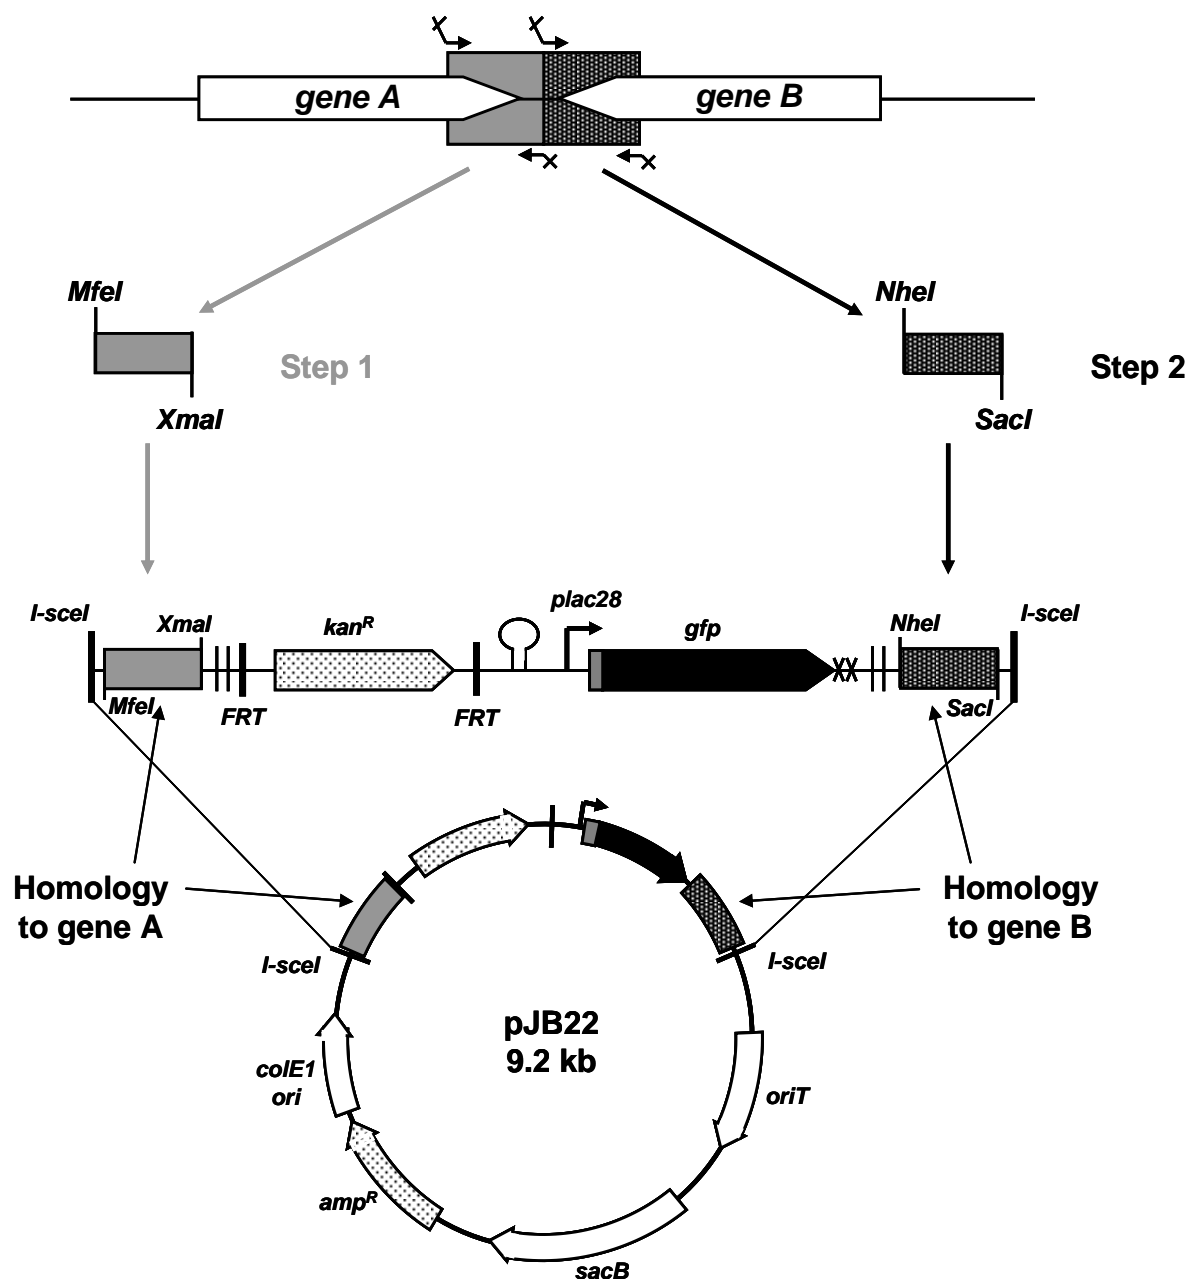 gene A
gene B
MfeI
NheI
Step 1
Step 2
XmaI
SacI
plac28
I-sceI
I-sceI
XmaI
kanR
gfp
NheI
MfeI
FRT
FRT
SacI
Homology
to gene A
Homology
to gene B
I-sceI
I-sceI
pJB22
9.2 kb
colE1
ori
oriT
ampR
sacB